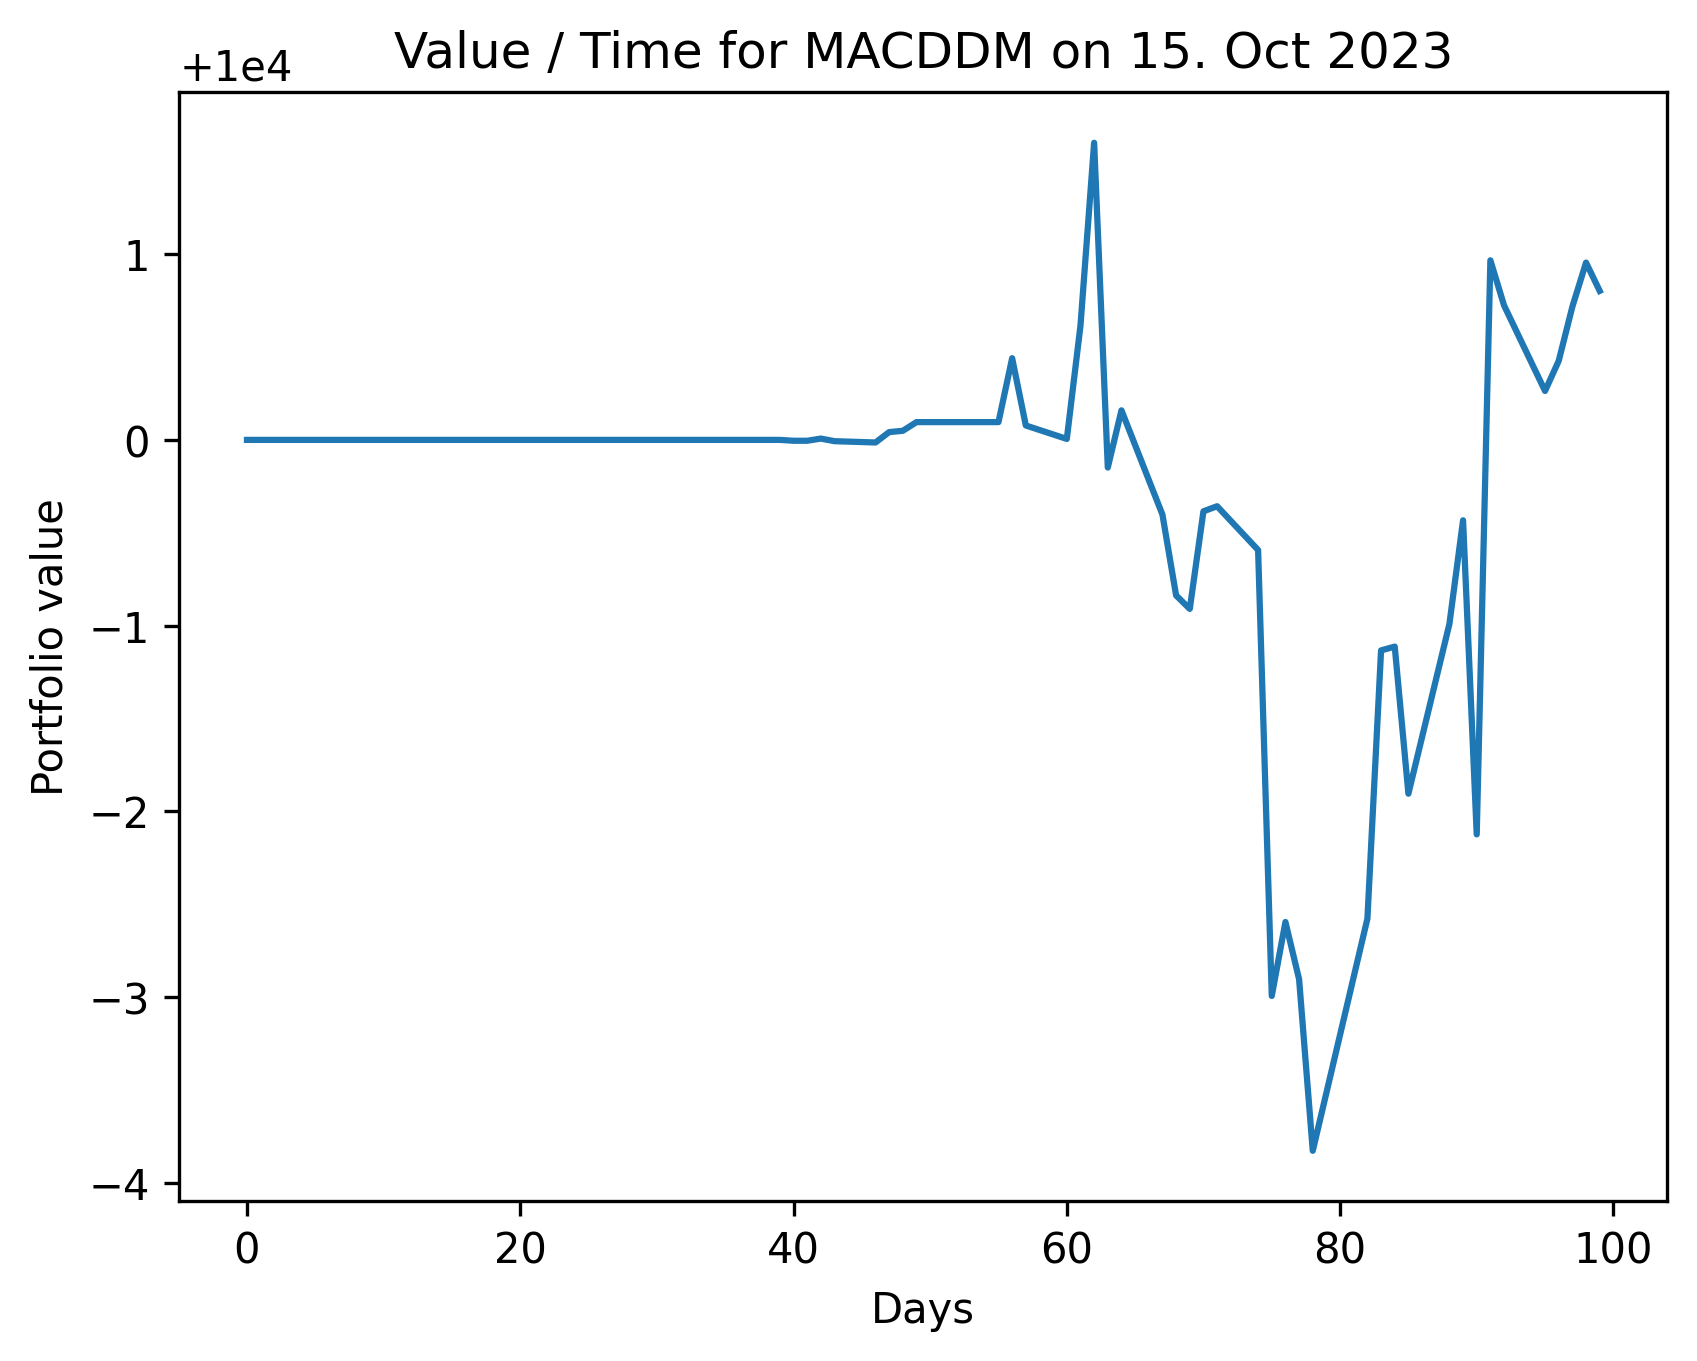 Value / Time for MACDDM on 15. Oct 2023
+1e4
1
0
−1
−2
−3
−4
Portfolio value
0 20 40 60 80 100
Days